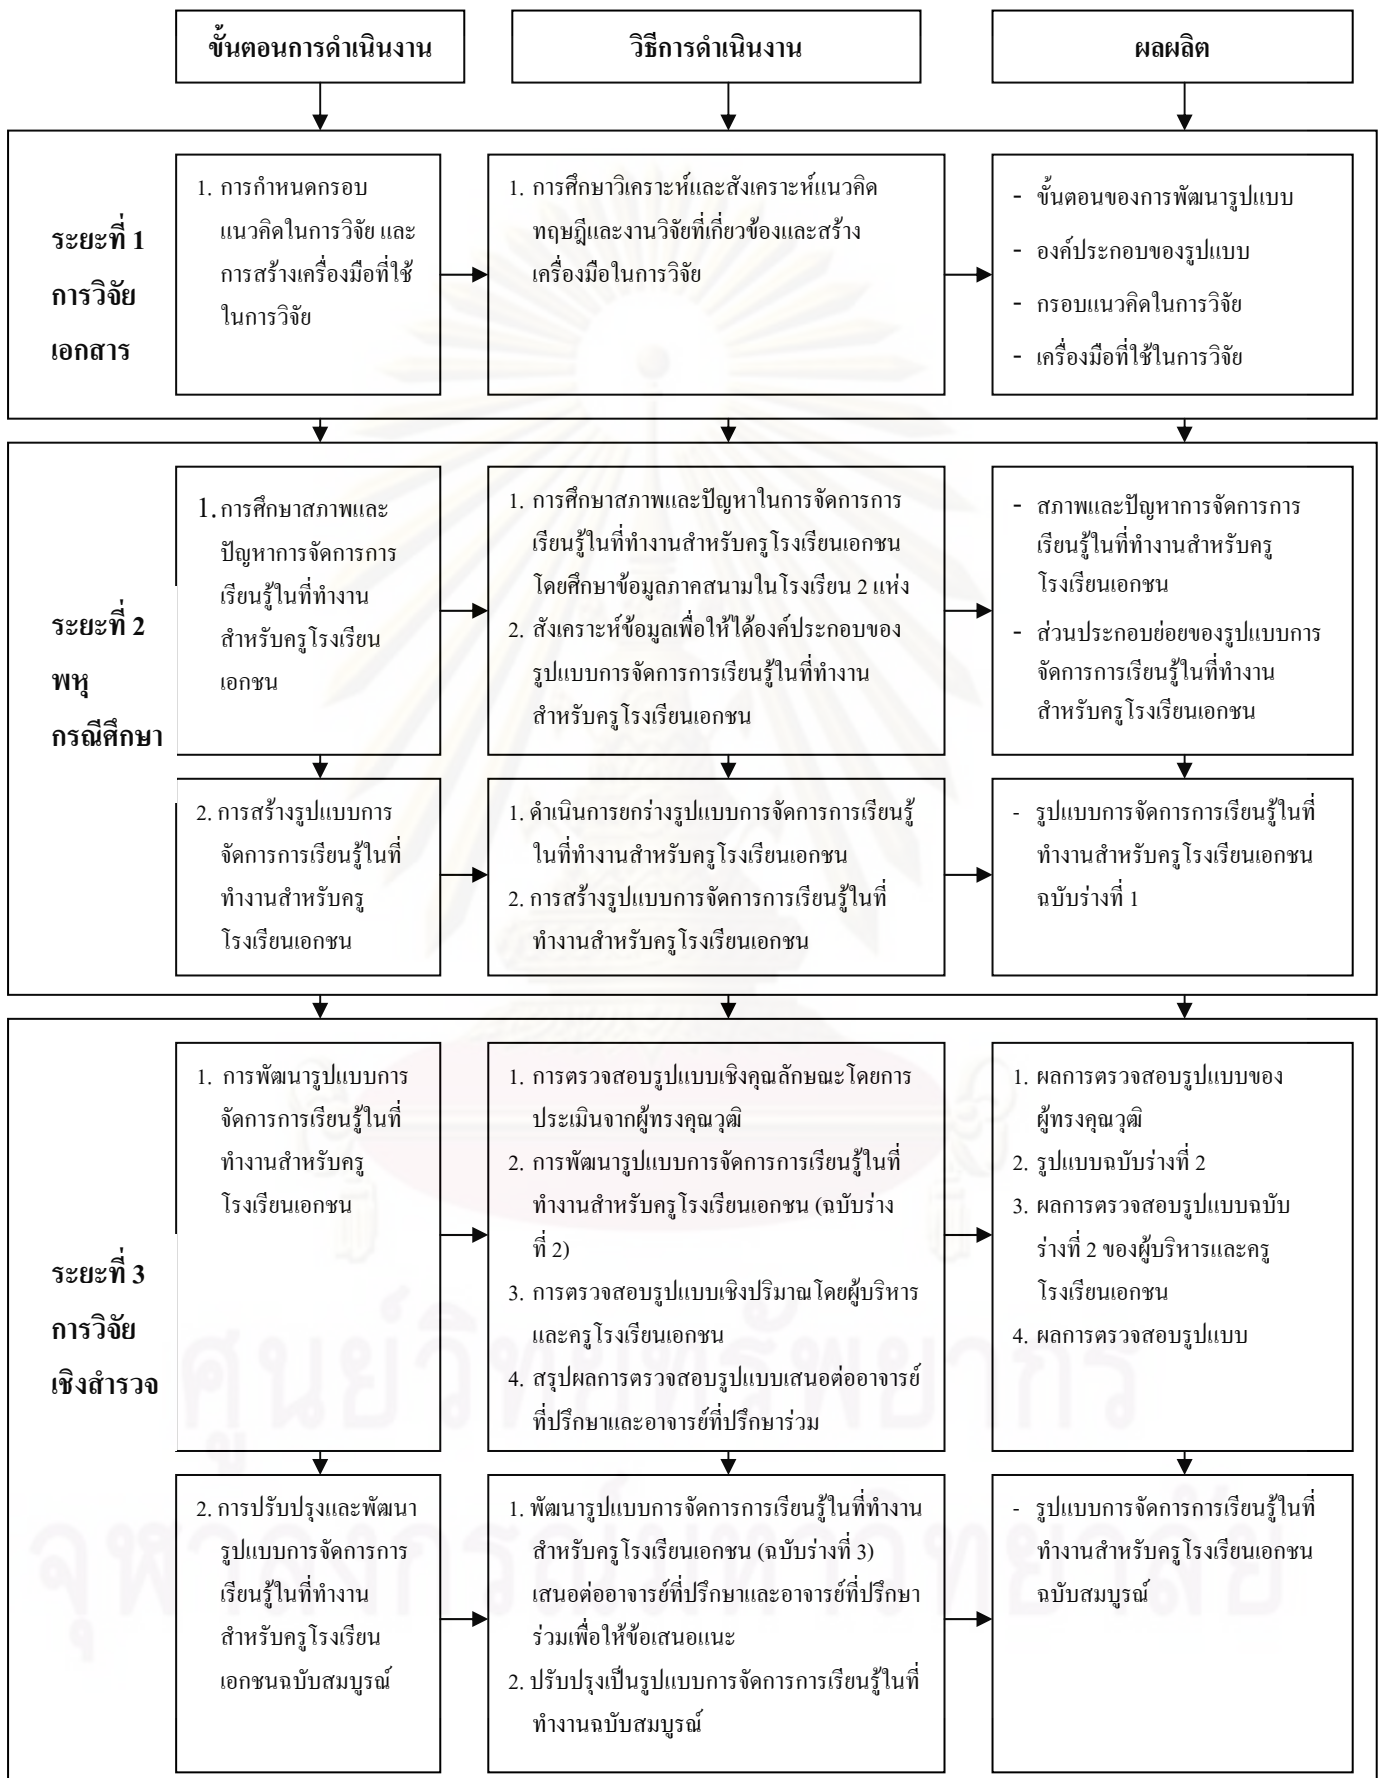 ขั้นตอนการดำเนินงาน
วิธีการดำเนินงาน
ผลผลิต
ระยะที่ 1
การวิจัย
เอกสาร
1. การกำหนดกรอบ
แนวคิดในการวิจัย และ
การสร้างเครื่องมือที่ใช้
ในการวิจัย
1. การศึกษาวิเคราะห์และสังเคราะห์แนวคิด
ทฤษฎีและงานวิจัยที่เกี่ยวข้องและสร้าง
เครื่องมือในการวิจัย
- ขั้นตอนของการพัฒนารูปแบบ
- องค์ประกอบของรูปแบบ
- กรอบแนวคิดในการวิจัย
- เครื่องมือที่ใช้ในการวิจัย
ระยะที่ 2
พหุ
กรณีศึกษา
1. การศึกษาสภาพและ
ปัญหาการจัดการการ
เรียนรู้ในที่ทำงาน
สำหรับครูโรงเรียน
เอกชน
1. การศึกษาสภาพและปัญหาในการจัดการการ
เรียนรู้ในที่ทำงานสำหรับครูโรงเรียนเอกชน
โดยศึกษาข้อมูลภาคสนามในโรงเรียน 2 แห่ง
2. สังเคราะห์ข้อมูลเพื่อให้ได้องค์ประกอบของ
รูปแบบการจัดการการเรียนรู้ในที่ทำงาน
สำหรับครูโรงเรียนเอกชน
- สภาพและปัญหาการจัดการการ
เรียนรู้ในที่ทำงานสำหรับครู
โรงเรียนเอกชน
- ส่วนประกอบย่อยของรูปแบบการ
จัดการการเรียนรู้ในที่ทำงาน
สำหรับครูโรงเรียนเอกชน
2. การสร้างรูปแบบการ
จัดการการเรียนรู้ในที่
ทำงานสำหรับครู
โรงเรียนเอกชน
1. ดำเนินการยกร่างรูปแบบการจัดการการเรียนรู้
ในที่ทำงานสำหรับครูโรงเรียนเอกชน
2. การสร้างรูปแบบการจัดการการเรียนรู้ในที่
ทำงานสำหรับครูโรงเรียนเอกชน
- รูปแบบการจัดการการเรียนรู้ในที่
ทำงานสำหรับครูโรงเรียนเอกชน
ฉบับร่างที่ 1
ระยะที่ 3
การวิจัย
เชิงสำรวจ
1. การพัฒนารูปแบบการ
จัดการการเรียนรู้ในที่
ทำงานสำหรับครู
โรงเรียนเอกชน
1. การตรวจสอบรูปแบบเชิงคุณลักษณะโดยการ
ประเมินจากผู้ทรงคุณวุฒิ
2. การพัฒนารูปแบบการจัดการการเรียนรู้ในที่
ทำงานสำหรับครูโรงเรียนเอกชน (ฉบับร่าง
ที่ 2)
3. การตรวจสอบรูปแบบเชิงปริมาณโดยผู้บริหาร
และครูโรงเรียนเอกชน
4. สรุปผลการตรวจสอบรูปแบบเสนอต่ออาจารย์
ที่ปรึกษาและอาจารย์ที่ปรึกษาร่วม
1. ผลการตรวจสอบรูปแบบของ
ผู้ทรงคุณวุฒิ
2. รูปแบบฉบับร่างที่ 2
3. ผลการตรวจสอบรูปแบบฉบับ
ร่างที่ 2 ของผู้บริหารและครู
โรงเรียนเอกชน
4. ผลการตรวจสอบรูปแบบ
2. การปรับปรุงและพัฒนา
รูปแบบการจัดการการ
เรียนรู้ในที่ทำงาน
สำหรับครูโรงเรียน
เอกชนฉบับสมบูรณ์
1. พัฒนารูปแบบการจัดการการเรียนรู้ในที่ทำงาน
สำหรับครูโรงเรียนเอกชน (ฉบับร่างที่ 3)
เสนอต่ออาจารย์ที่ปรึกษาและอาจารย์ที่ปรึกษา
ร่วมเพื่อให้ข้อเสนอแนะ
2. ปรับปรุงเป็นรูปแบบการจัดการการเรียนรู้ในที่
ทำงานฉบับสมบูรณ์
- รูปแบบการจัดการการเรียนรู้ในที่
ทำงานสำหรับครูโรงเรียนเอกชน
ฉบับสมบูรณ์
ศูนย์วิทยทรัพยากร
จุฬาลงกรณ์มหาวิทยาลัย